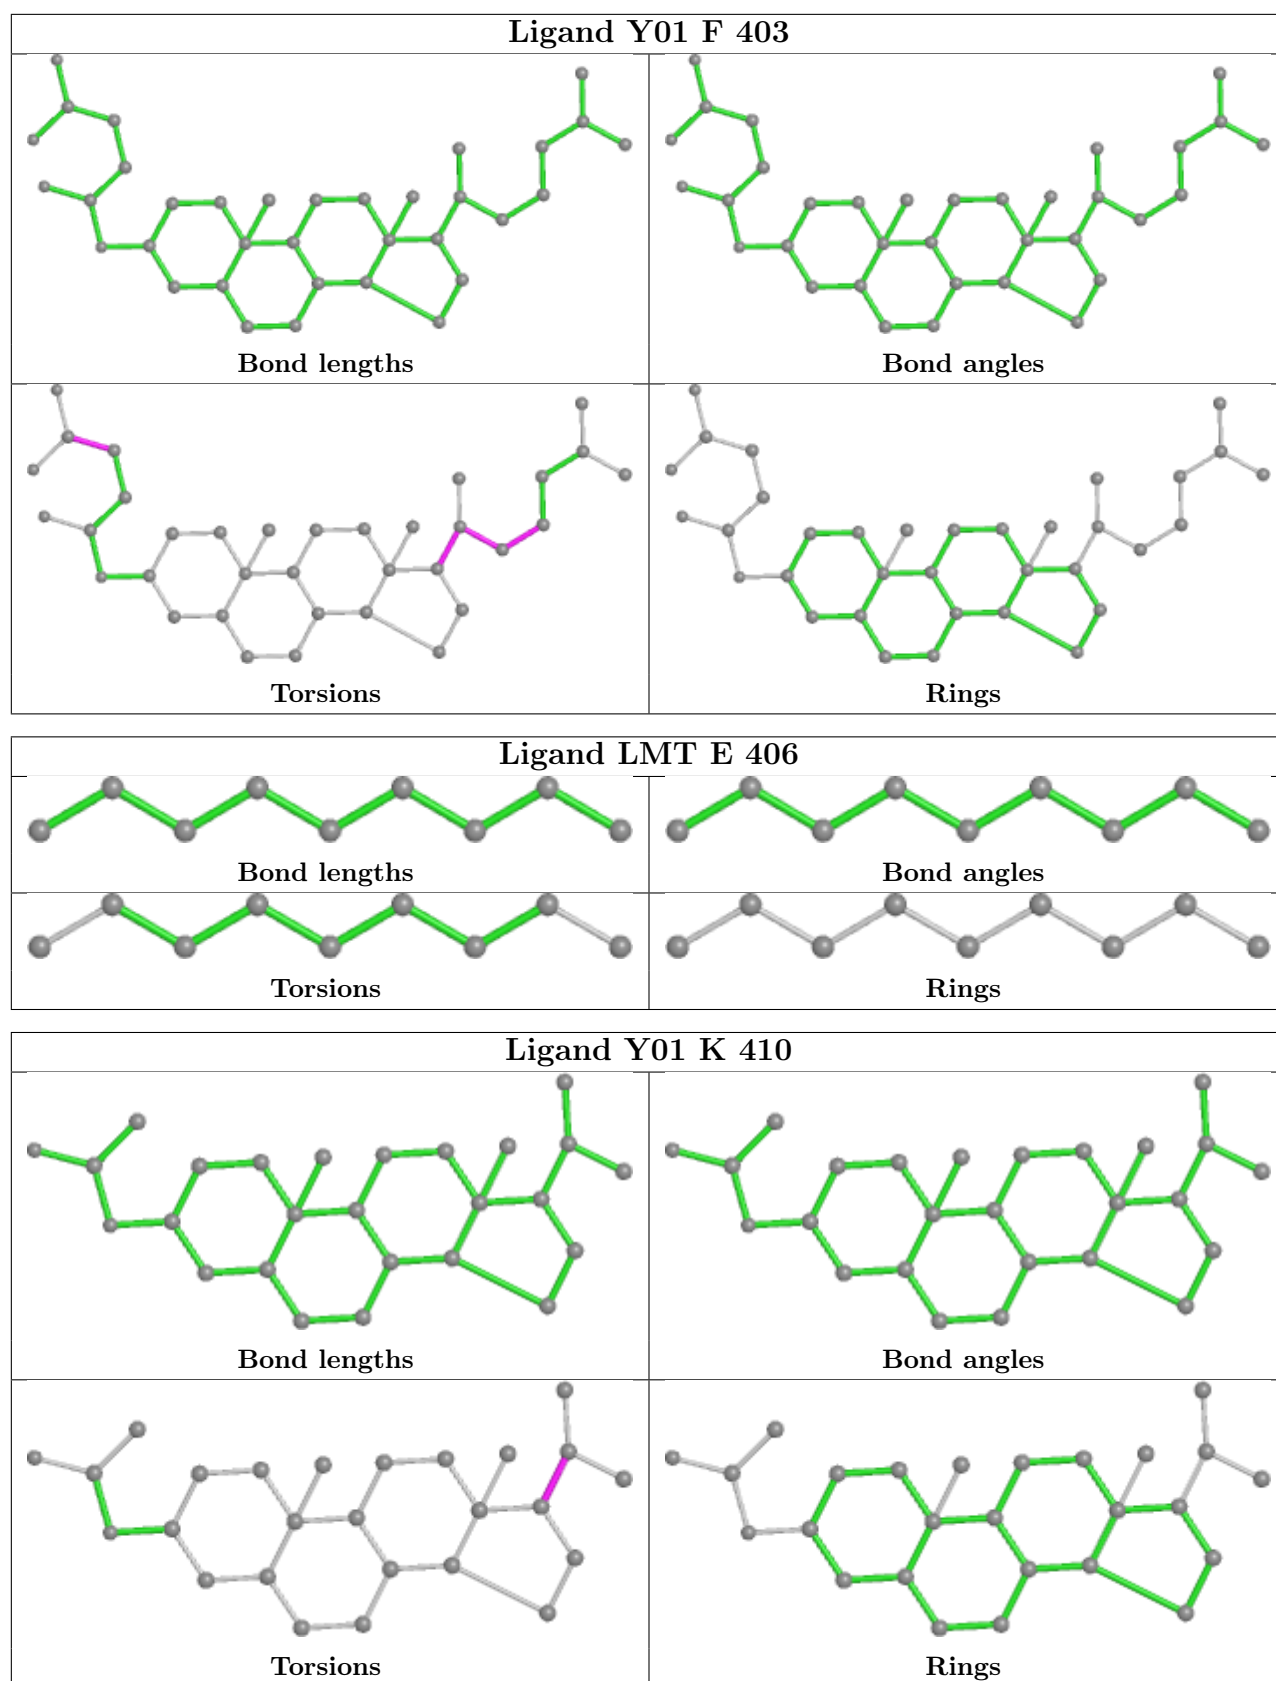 Ligand Y01 F 403
Bond lengths
Bond angles
Torsions
Rings
Ligand LMT E 406
Bond lengths
Bond angles
Torsions
Rings
Ligand Y01 K 410
Bond lengths
Bond angles
Torsions
Rings